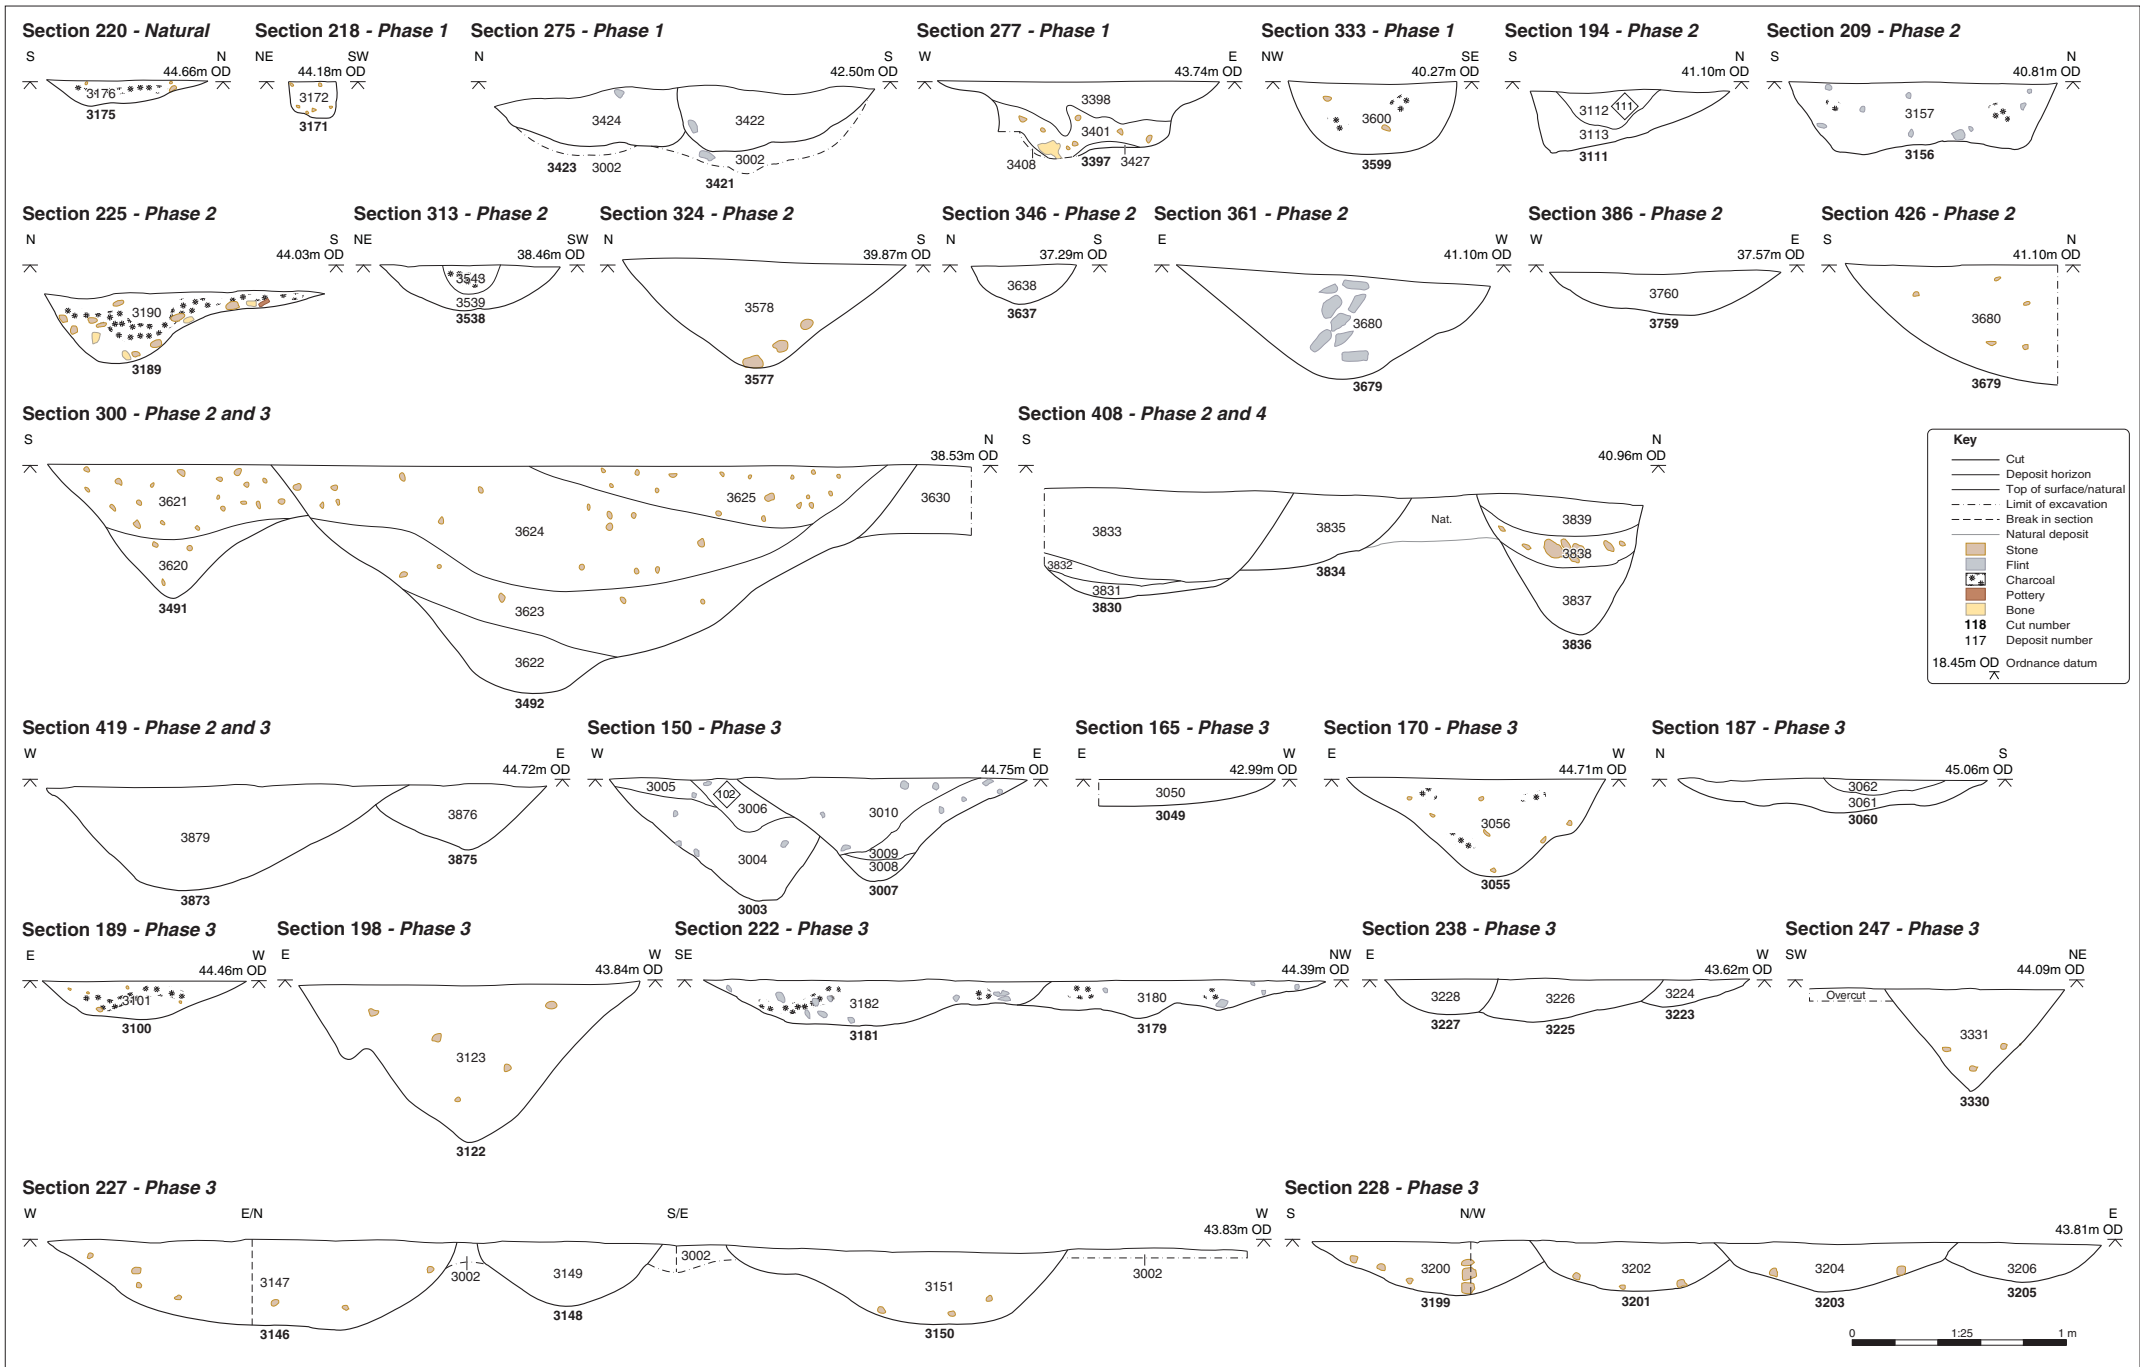 Section 220 - Natural
S N
44.66m OD
3176
3175
Section 218 - Phase 1
NE SW
44.18m OD
3172
3171
Section 275 - Phase 1
N S
42.50m OD
3424 3422
3423 3002 3002
3421
Section 277 - Phase 1
W E
43.74m OD
3398
3401
3408 3397 3427
Section 333 - Phase 1
NW SE
40.27m OD
3600
3599
Section 194 - Phase 2
S N
41.10m OD
3112 111
3113
3111
Section 209 - Phase 2
S N
40.81m OD
3157
3156
Section 225 - Phase 2
N S
44.03m OD
3190
3189
Section 313 - Phase 2
NE SW
38.46m OD
3543
3539
3538
Section 324 - Phase 2
N S
39.87m OD
3578
3577
Section 346 - Phase 2
N S
37.29m OD
3638
3637
Section 361 - Phase 2
E W
41.10m OD
3680
3679
Section 386 - Phase 2
W E
37.57m OD
3760
3759
Section 426 - Phase 2
S N
41.10m OD
3680
3679
Section 300 - Phase 2 and 3
S N
38.53m OD
3621 3625 3630
3624
3620
3491
3623
3622
3492
Section 408 - Phase 2 and 4
S N
40.96m OD
3833 3835 Nat. 3839
3832 3838
3831 3834
3830 3837
3836
Key
Cut
Deposit horizon
Top of surface/natural
Limit of excavation
Break in section
Natural deposit
Stone
Flint
Charcoal
Pottery
Bone
118 Cut number
117 Deposit number
18.45m OD Ordnance datum
Section 419 - Phase 2 and 3
W E
44.72m OD
3879 3876
3875
3873
Section 150 - Phase 3
W E
44.75m OD
3005 102 3006 3010
3004 3009
3008
3007
3003
Section 165 - Phase 3
E W
42.99m OD
3050
3049
Section 170 - Phase 3
E W
44.71m OD
3056
3055
Section 187 - Phase 3
N S
45.06m OD
3062
3061
3060
Section 189 - Phase 3
E W
44.46m OD
3101
3100
Section 198 - Phase 3
E W
43.84m OD
3123
3122
Section 222 - Phase 3
SE NW
44.39m OD
3182 3180
3181 3179
Section 238 - Phase 3
E W
43.62m OD
3228 3226 3224
3227 3225 3223
Section 247 - Phase 3
SW NE
44.09m OD
Overcut
3331
3330
Section 227 - Phase 3
W E/N S/E W
43.83m OD
3147 3002 3149 3002 3151 3002
3146 3148 3150
Section 228 - Phase 3
S N/W E
43.81m OD
3200 3202 3204 3206
3199 3201 3203 3205
0 1:25 1 m